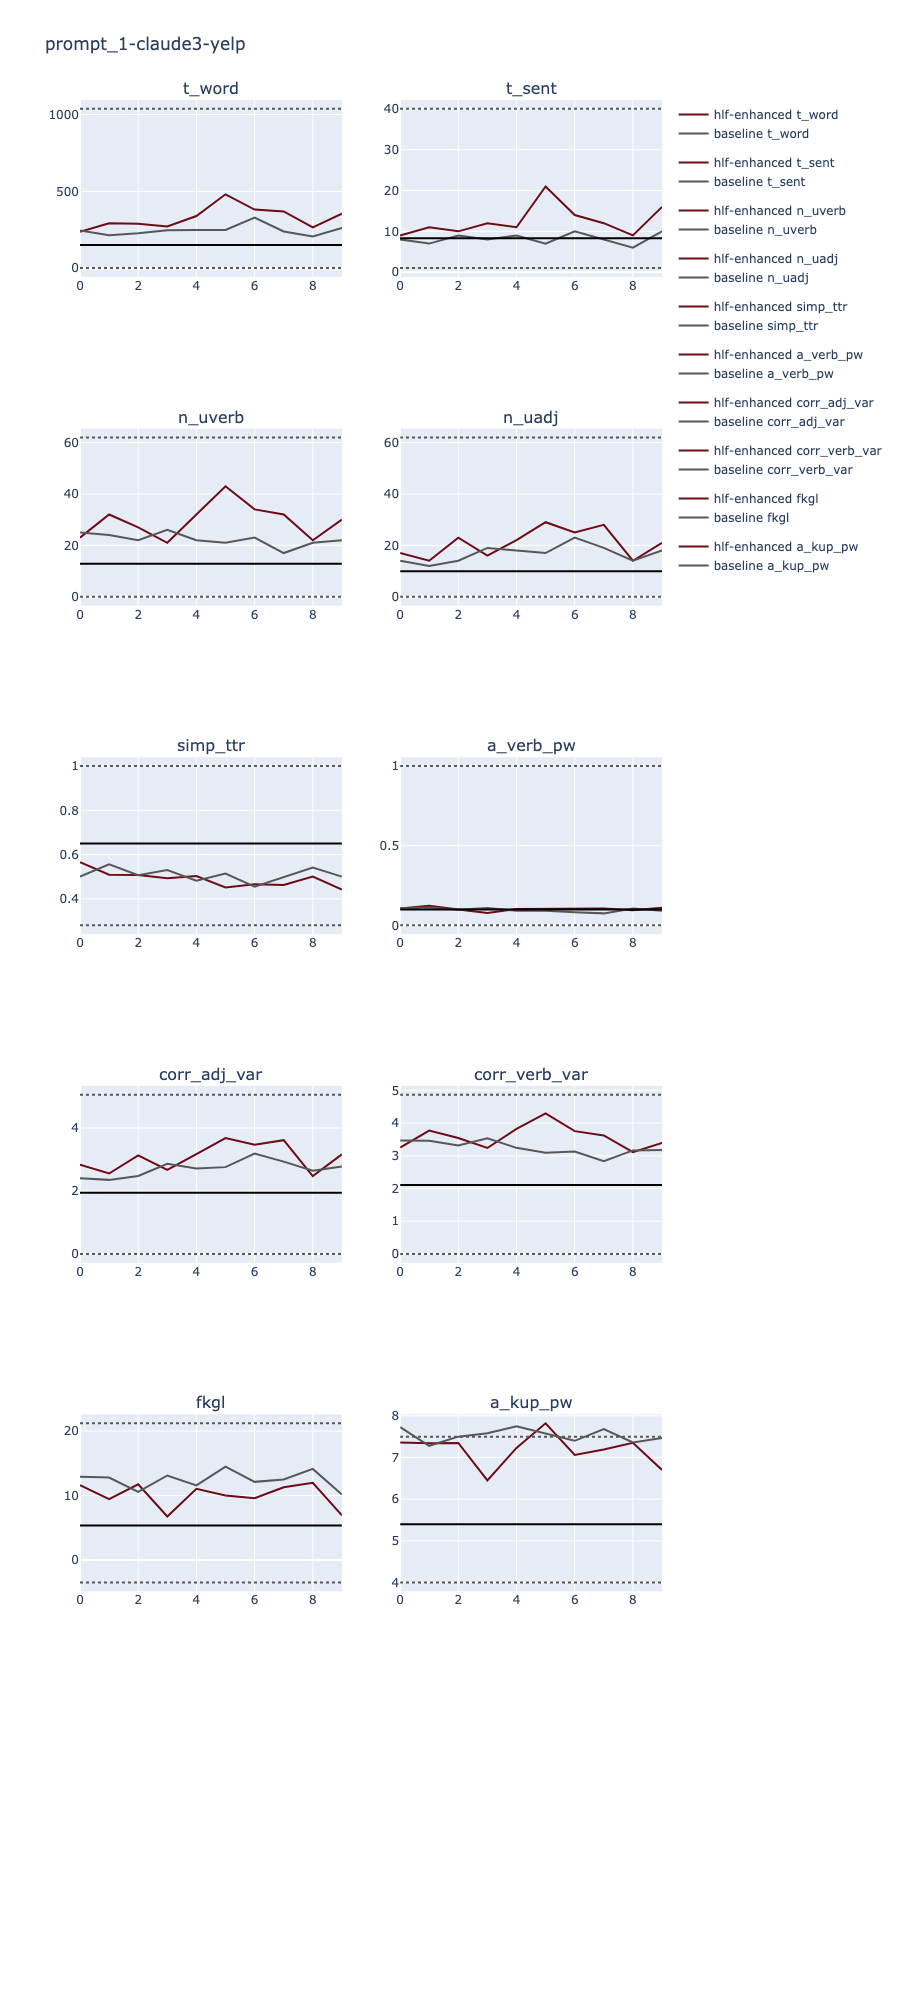 prompt_1-claude3-yelp
t_word
t_sent
1000
500
0
0 2 4 6 8
40
30
20
10
0
0 2 4 6 8
hlf-enhanced t_word
baseline t_word
hlf-enhanced t_sent
baseline t_sent
hlf-enhanced n_uverb
baseline n_uverb
hlf-enhanced n_uadj
baseline n_uadj
hlf-enhanced simp_ttr
baseline simp_ttr
hlf-enhanced a_verb_pw
baseline a_verb_pw
hlf-enhanced corr_adj_var
baseline corr_adj_var
hlf-enhanced corr_verb_var
baseline corr_verb_var
hlf-enhanced fkgl
baseline fkgl
hlf-enhanced a_kup_pw
baseline a_kup_pw
n_uverb
n_uadj
60
40
20
0
0 2 4 6 8
60
40
20
0
0 2 4 6 8
simp_ttr
a_verb_pw
1
0.8
0.6
0.4
0 2 4 6 8
1
0.5
0
0 2 4 6 8
corr_adj_var
corr_verb_var
4
2
0
0 2 4 6 8
5
4
3
2
1
0
0 2 4 6 8
fkgl
a_kup_pw
20
10
0
0 2 4 6 8
8
7
6
5
4
0 2 4 6 8